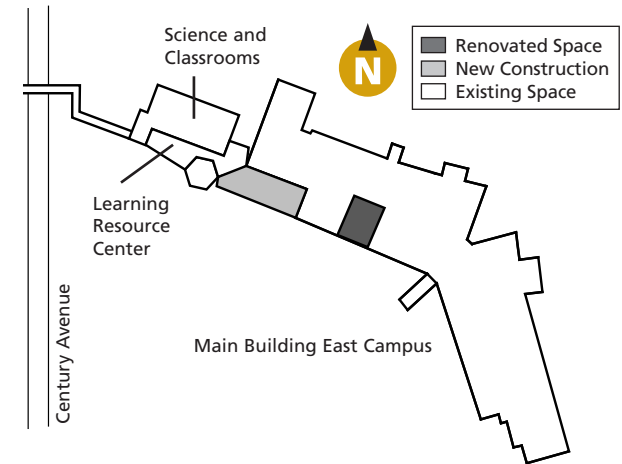 Science and
Classrooms
N
Renovated Space
New Construction
Existing Space
Learning
Resource
Center
Main Building East Campus
Century Avenue